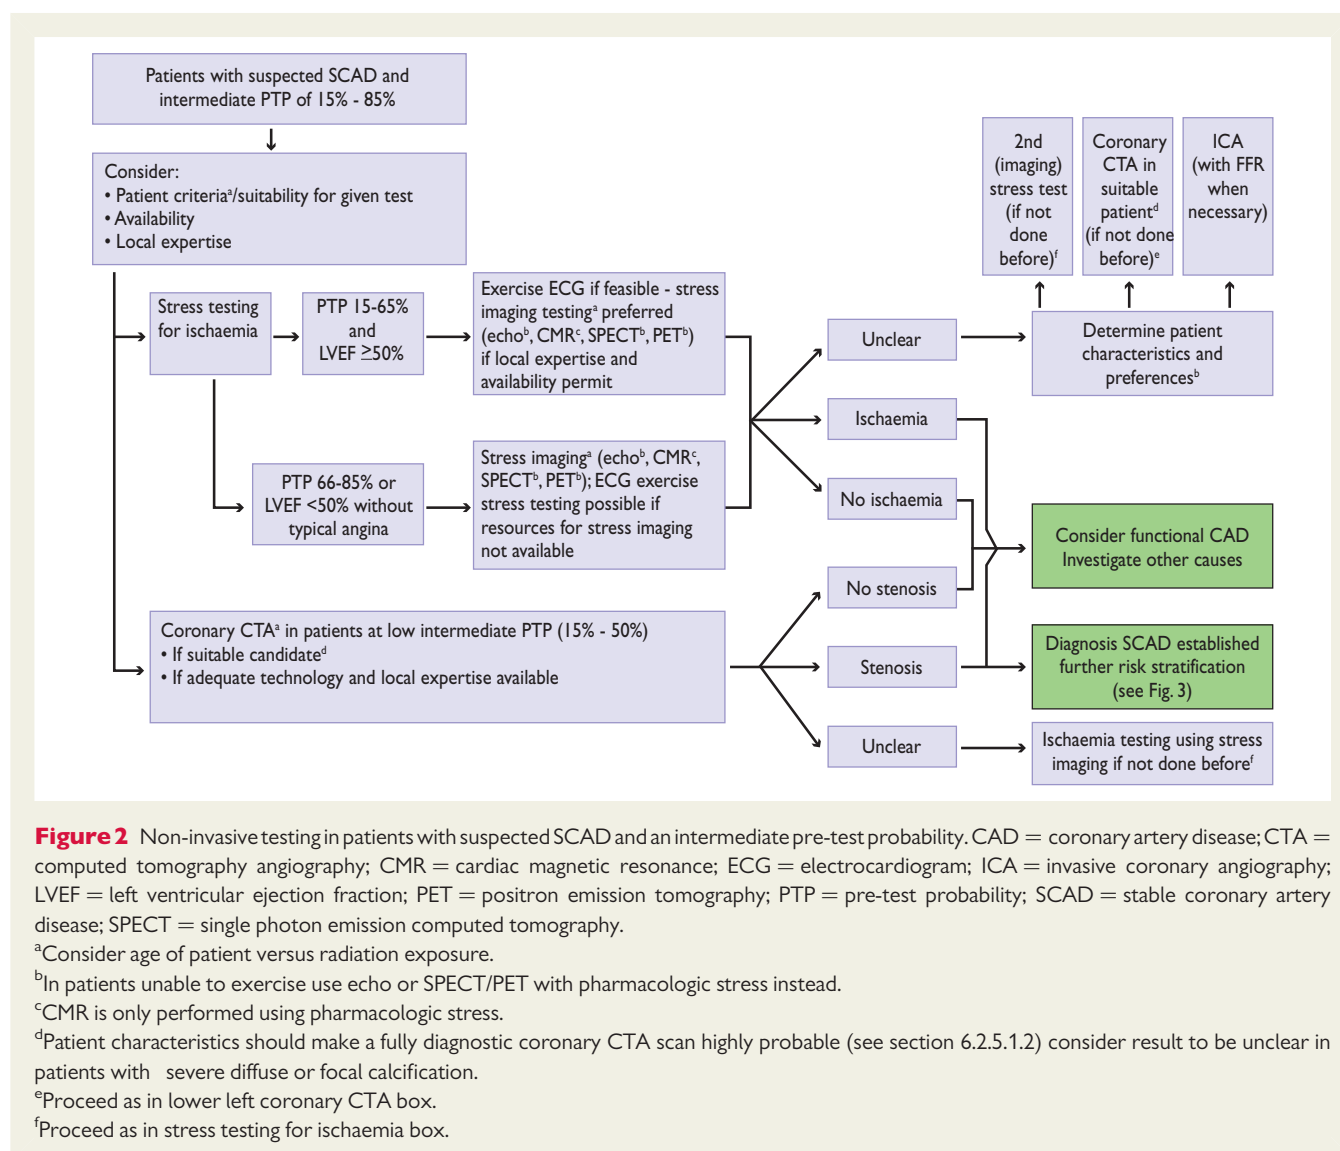 Patients with suspected SCAD and
intermediate PTP of 15% - 85%
Consider:
• Patient criteriaᵃ/suitability for given test
• Availability
• Local expertise
Stress testing
for ischaemia
PTP 15-65%
and
LVEF ≥50%
Exercise ECG if feasible - stress
imaging testingᵃ preferred
(echoᵇ, CMRᶜ, SPECTᵇ, PETᵇ)
if local expertise and
availability permit
PTP 66-85% or
LVEF <50% without
typical angina
Stress imagingᵃ (echoᵇ, CMRᶜ,
SPECTᵇ, PETᵇ); ECG exercise
stress testing possible if
resources for stress imaging
not available
Coronary CTAᵃ in patients at low intermediate PTP (15% - 50%)
• If suitable candidateᵈ
• If adequate technology and local expertise available
Unclear
Ischaemia
No ischaemia
No stenosis
Stenosis
Unclear
2nd
(imaging)
stress test
(if not
done
before)ᶠ
Coronary
CTA in
suitable
patientᵈ
(if not done
before)ᵉ
ICA
(with FFR
when
necessary)
Determine patient
characteristics and
preferencesᵇ
Consider functional CAD
Investigate other causes
Diagnosis SCAD established
further risk stratification
(see Fig. 3)
Ischaemia testing using stress
imaging if not done beforeᶠ
Figure 2 Non-invasive testing in patients with suspected SCAD and an intermediate pre-test probability. CAD = coronary artery disease; CTA =
computed tomography angiography; CMR = cardiac magnetic resonance; ECG = electrocardiogram; ICA = invasive coronary angiography;
LVEF = left ventricular ejection fraction; PET = positron emission tomography; PTP = pre-test probability; SCAD = stable coronary artery
disease; SPECT = single photon emission computed tomography.
ᵃConsider age of patient versus radiation exposure.
ᵇIn patients unable to exercise use echo or SPECT/PET with pharmacologic stress instead.
ᶜCMR is only performed using pharmacologic stress.
ᵈPatient characteristics should make a fully diagnostic coronary CTA scan highly probable (see section 6.2.5.1.2) consider result to be unclear in
patients with severe diffuse or focal calcification.
ᵉProceed as in lower left coronary CTA box.
ᶠProceed as in stress testing for ischaemia box.